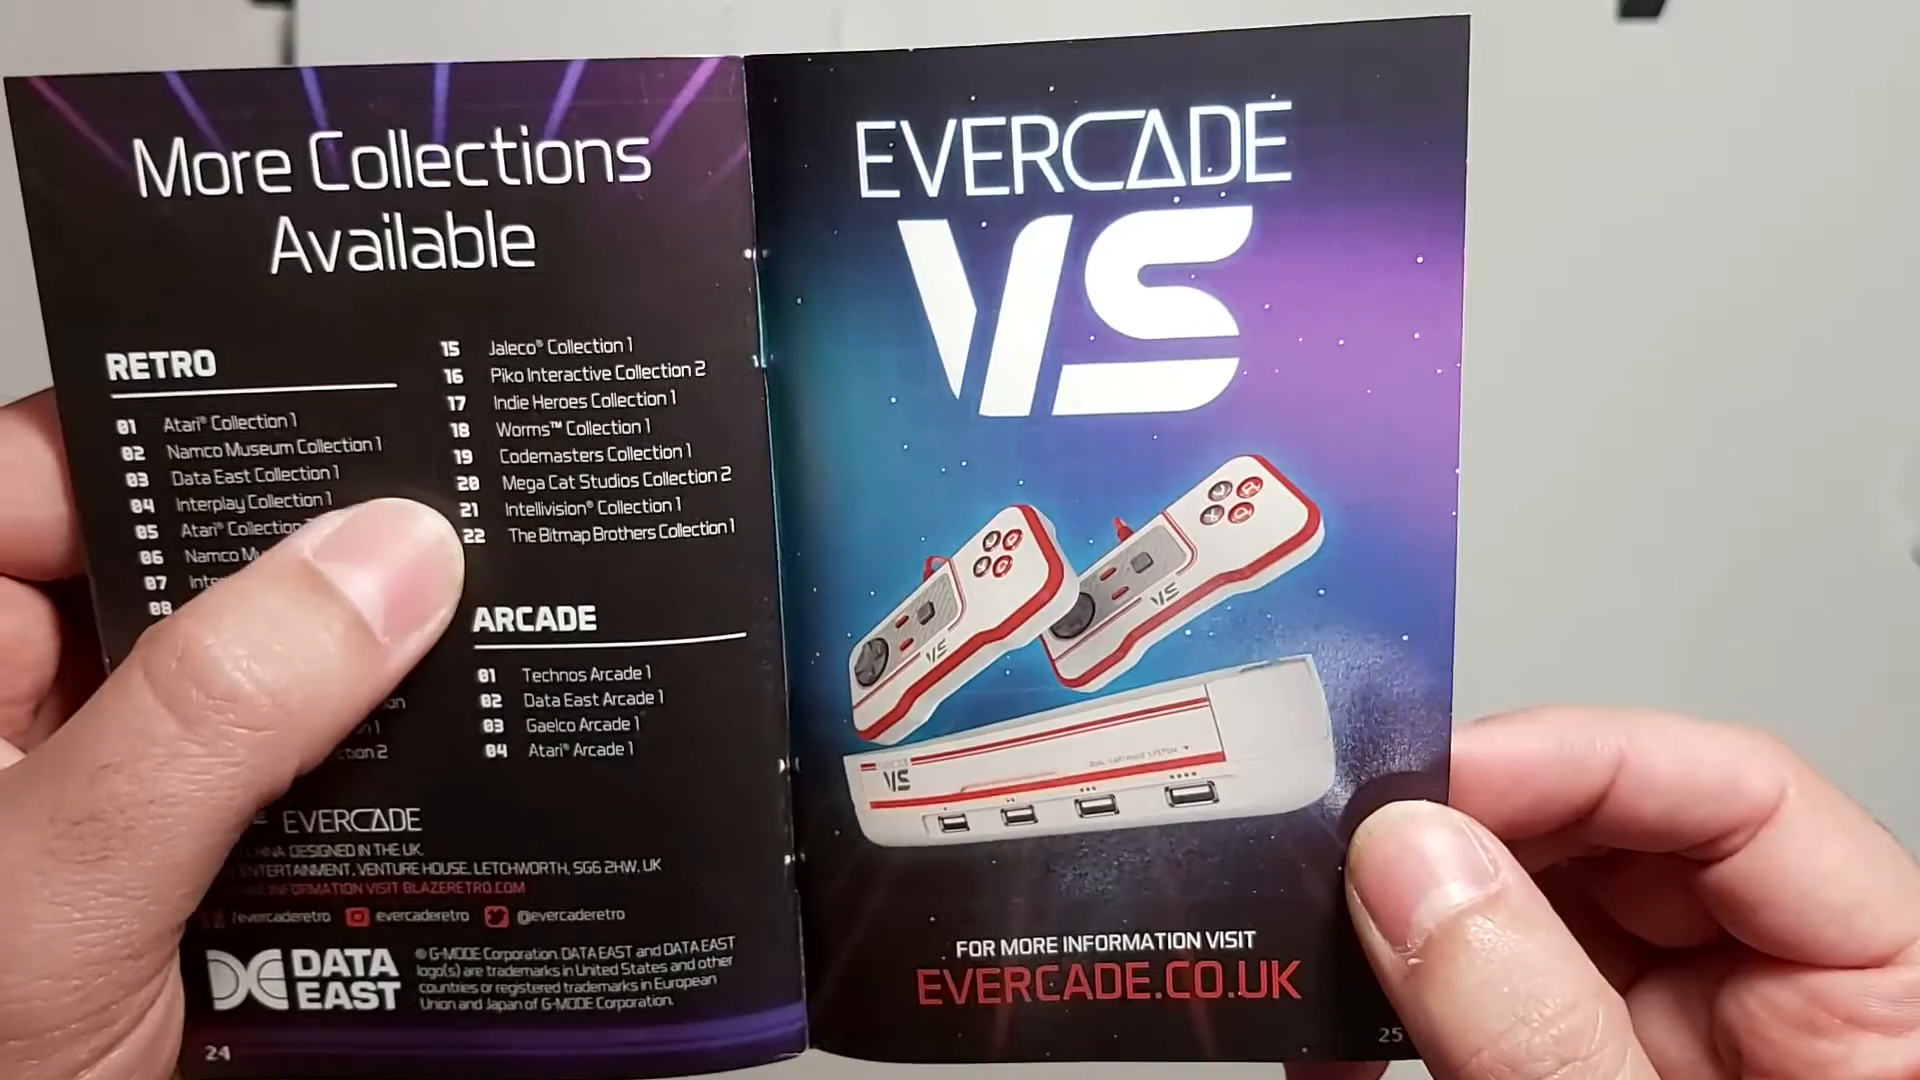 More Collections
Available
RETRO
01 Atari® Collection 1
02 Namco Museum Collection 1
03 Data East Collection 1
04 Interplay Collection 1
05 Atari® Collection
06 Namco
07
08
2
15 Jaleco® Collection 1
16 Piko Interactive Collection 2
17 Indie Heroes Collection 1
18 Worms™ Collection 1
19 Codemasters Collection 1
20 Mega Cat Studios Collection 2
21 Intellivision® Collection 1
22 The Bitmap Brothers Collection 1
ARCADE
01 Technos Arcade 1
02 Data East Arcade 1
03 Gaelco Arcade 1
04 Atari® Arcade 1
EVERCADE
DESIGNED IN THE UK.
ENTERTAINMENT, VENTURE HOUSE, LETCHWORTH, SG6 2HW, UK
INFORMATION VISIT BLAZERETRO.COM
/evercaderetro evercaderetro @evercaderetro
DATA
EAST
© G-MODE Corporation. DATA EAST and DATA EAST
logo(s) are trademarks in United States and other
countries or registered trademarks in European
Union and Japan of G-MODE Corporation.
24
EVERCADE
VS
VS
VS
EVERCADE
VS
DUAL CARTRIDGE SYSTEM
FOR MORE INFORMATION VISIT
EVERCADE.CO.UK
25